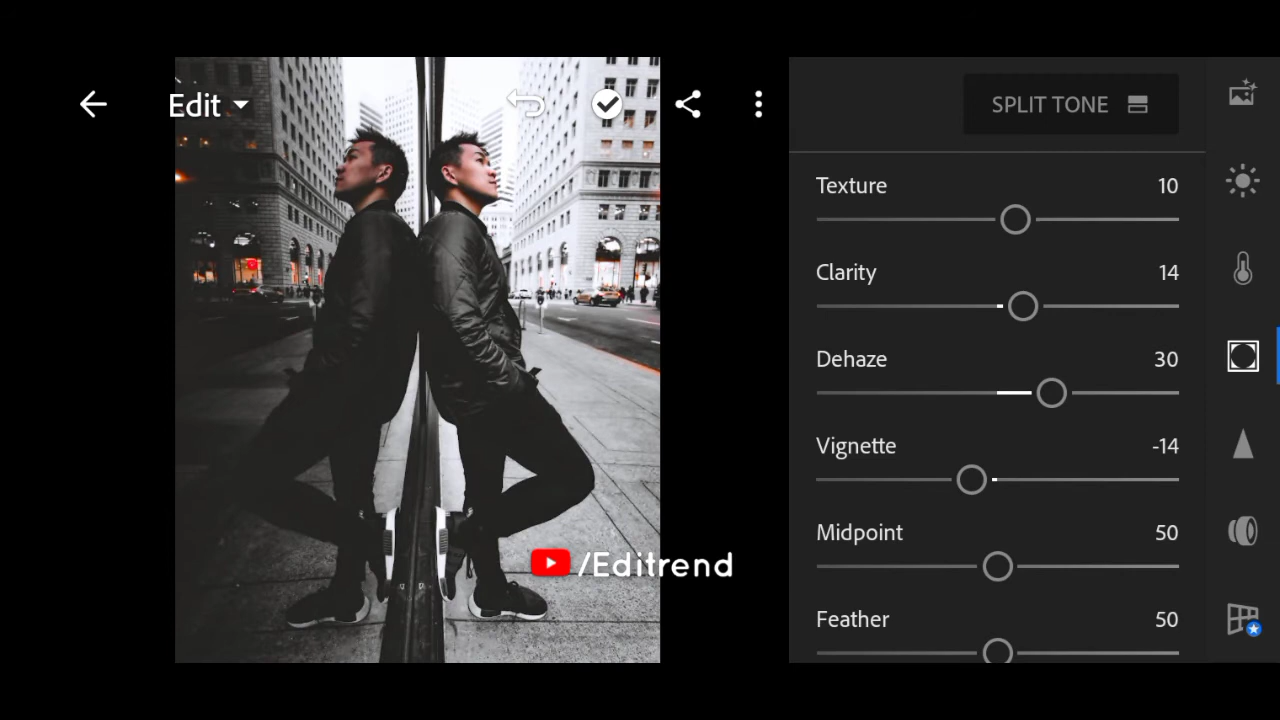 Edit
SPLIT TONE
Texture 10
Clarity 14
Dehaze 30
Vignette -14
Midpoint 50
Feather 50
/Editrend